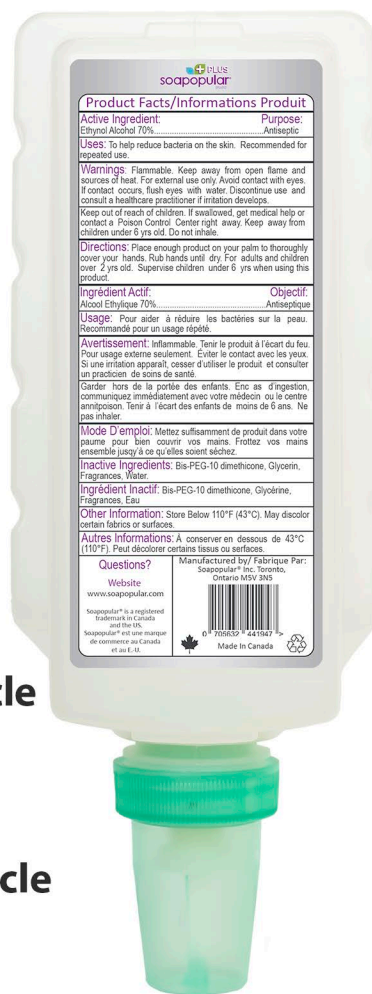 PLUS
soapopular
Product Facts/Informations Produit
Active Ingredient: Purpose:
Ethynol Alcohol 70%...Antiseptic
Uses: To help reduce bacteria on the skin. Recommended for
repeated use.
Warnings: Flammable. Keep away from open flame and
sources of heat. For external use only. Avoid contact with eyes.
If contact occurs, flush eyes with water. Discontinue use and
consult a healthcare practitioner if irritation develops.
Keep out of reach of children. If swallowed, get medical help or
contact a Poison Control Center right away. Keep away from
children under 6 yrs old. Do not inhale.
Directions: Place enough product on your palm to thoroughly
cover your hands. Rub hands until dry. For adults and children
over 2 yrs old. Supervise children under 6 yrs when using this
product.
Ingrédient Actif: Objectif:
Alcool Ethylique 70%...Antiseptique
Usage: Pour aider à réduire les bactéries sur la peau.
Recommandé pour un usage répété.
Avertissement: Inflammable. Tenir le produit à l'écart du feu.
Pour usage externe seulement. Éviter le contact avec les yeux.
Si une irritation apparaît, cesser d'utiliser le produit et consulter
un practicien de soins de santé.
Garder hors de la portée des enfants. Enc as d'ingestion,
communiquez immédiatement avec votre médecin ou le centre
annitpoison. Tenir à l'écart des enfants de moins de 6 ans. Ne
pas inhaler.
Mode D'emploi: Mettez suffisamment de produit dans votre
paume pour bien couvrir vos mains. Frottez vos mains
ensemble jusqu'à ce qu'elles soient séchez.
Inactive Ingredients: Bis-PEG-10 dimethicone, Glycerin,
Fragrances, Water.
Ingrédient Inactif: Bis-PEG-10 dimethicone, Glycérine,
Fragrances, Eau
Other Information: Store Below 110°F (43°C). May discolor
certain fabrics or surfaces.
Autres Informations: À conserver en dessous de 43°C
(110°F). Peut décolorer certains tissus ou serfaces.
Questions?
Website
www.soapopular.com
Soapopular® is a registered
trademark in Canada
and the US.
Soapopular® est une marque
de commerce au Canada
et au E.-U.
Manufactured by/ Fabrique Par:
Soapopular® Inc. Toronto,
Ontario M5V 3N5
0 705632 441947 >
Made In Canada
cle
cle